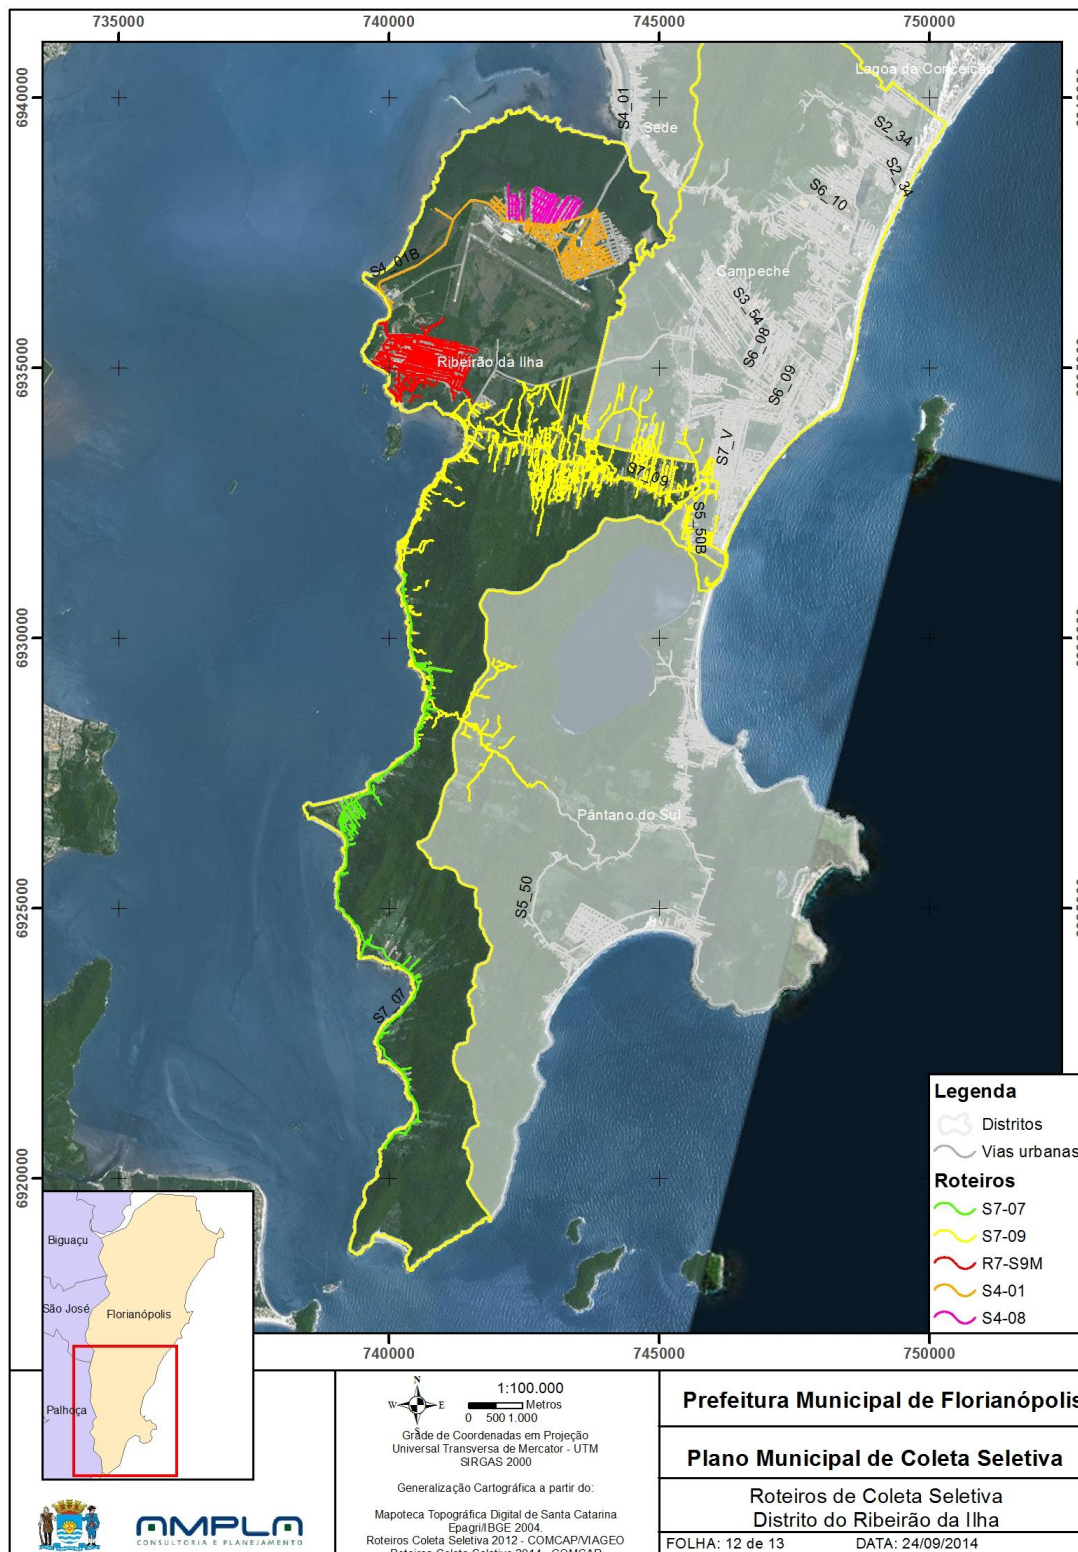 735000
740000
745000
750000
6940000
6935000
6930000
6925000
6920000
Lagoa da Conceição
S4_01
Sede
S2_34
S2_34
S6_10
Campeche
S4_01B
S3_54
S6_08
S6_09
Ribeirão da Ilha
S7_V
S7_09
S5_50B
Pântano do Sul
S5_50
S7_07
Legenda
Distritos
Vias urbanas
Roteiros
S7-07
S7-09
R7-S9M
S4-01
S4-08
Biguaçu
São José
Florianópolis
Palhoça
740000
745000
750000
N
W
E
S
1:100.000
Metros
0 500 1.000
Grade de Coordenadas em Projeção
Universal Transversa de Mercator - UTM
SIRGAS 2000
Generalização Cartográfica a partir do:
Mapoteca Topográfica Digital de Santa Catarina
Epagri/IBGE 2004.
Roteiros Coleta Seletiva 2012 - COMCAP/VIAGEO
Roteiros Coleta Seletiva 2014 - COMCAP
AMPLA
CONSULTORIA E PLANEJAMENTO
Prefeitura Municipal de Florianópolis
Plano Municipal de Coleta Seletiva
Roteiros de Coleta Seletiva
Distrito do Ribeirão da Ilha
FOLHA: 12 de 13 DATA: 24/09/2014